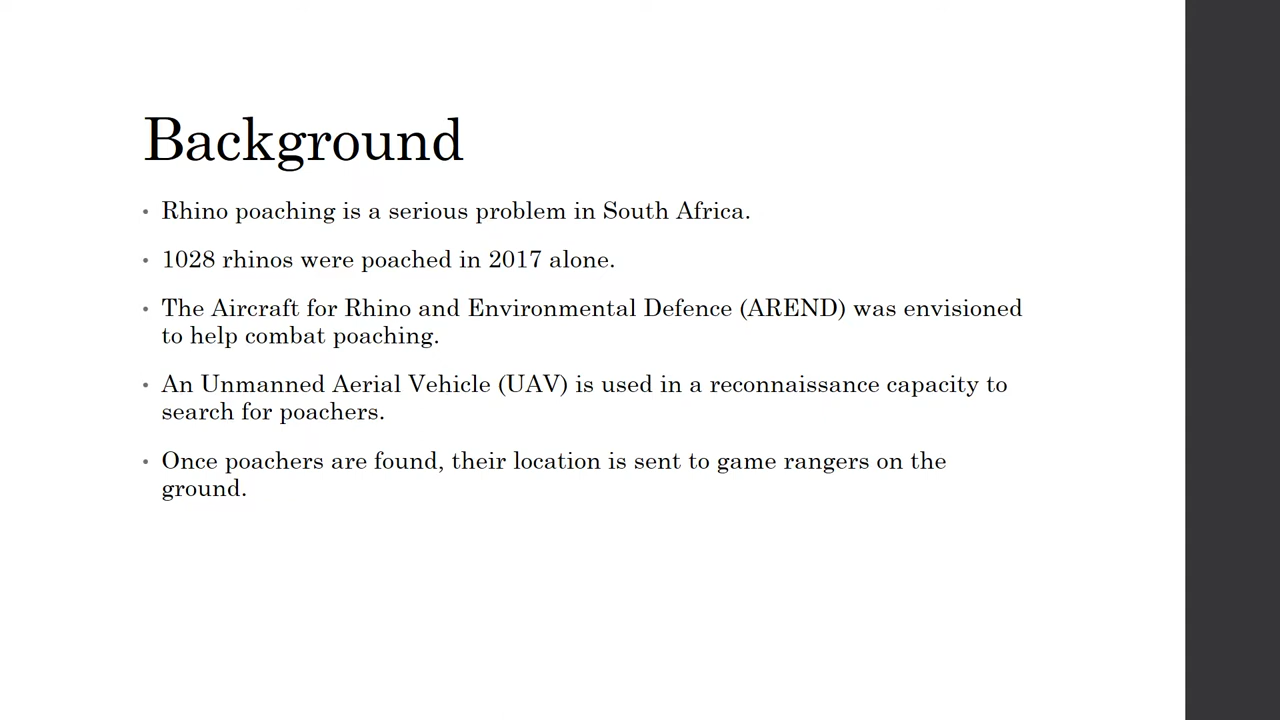 Background
• Rhino poaching is a serious problem in South Africa.
• 1028 rhinos were poached in 2017 alone.
• The Aircraft for Rhino and Environmental Defence (AREND) was envisioned
to help combat poaching.
• An Unmanned Aerial Vehicle (UAV) is used in a reconnaissance capacity to
search for poachers.
• Once poachers are found, their location is sent to game rangers on the
ground.